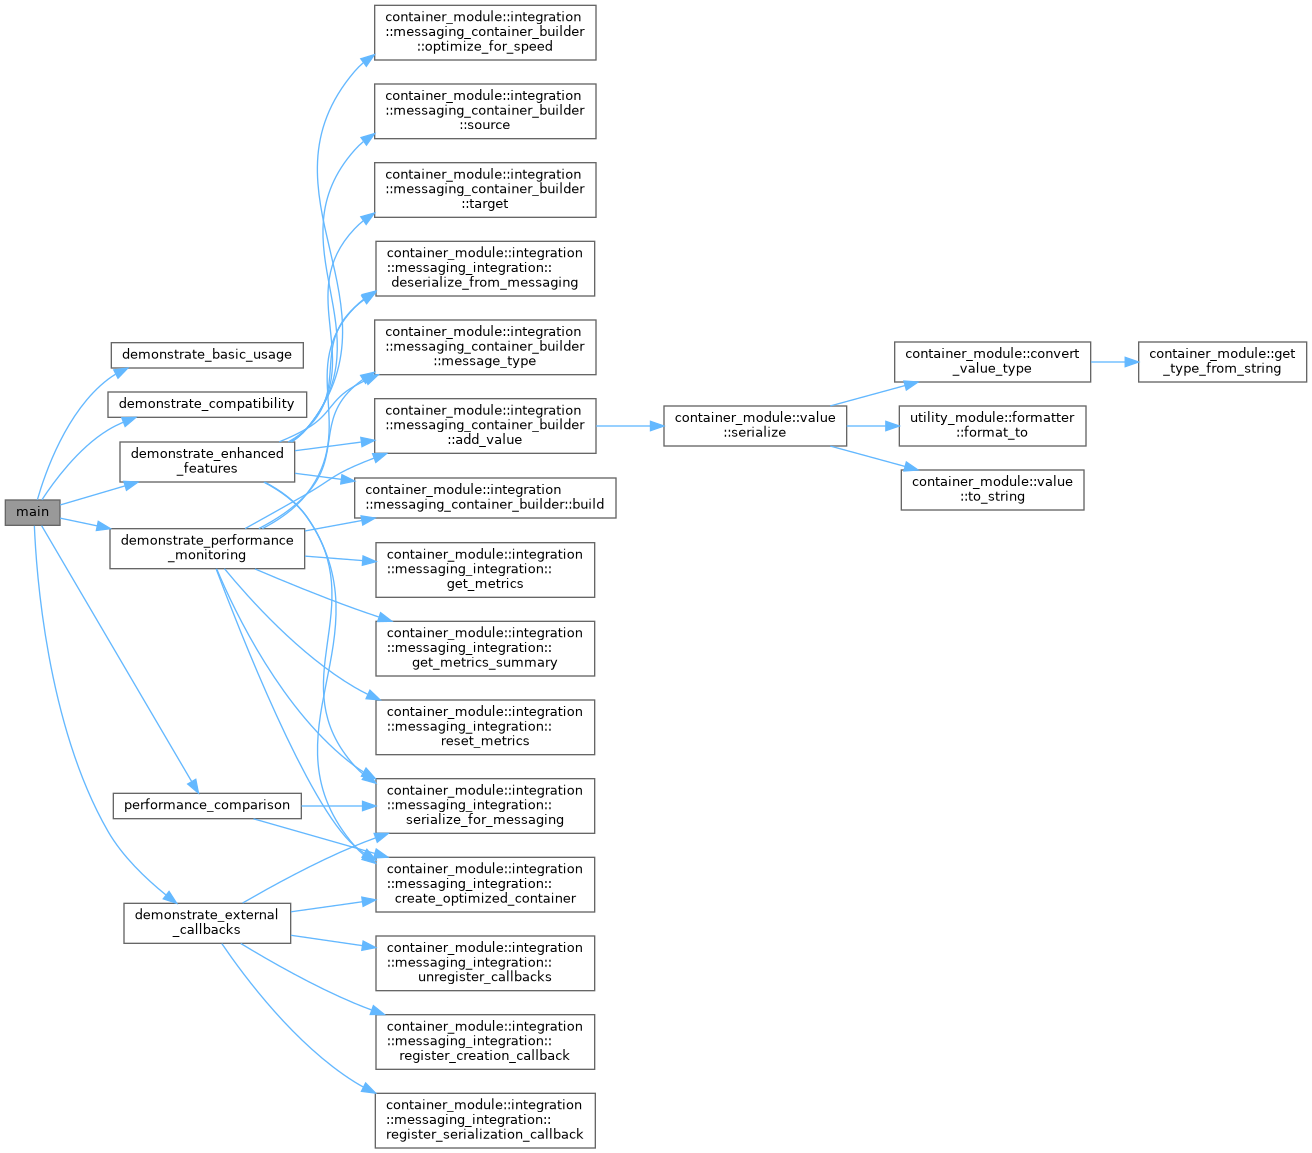 main
demonstrate_basic_usage
demonstrate_compatibility
demonstrate_enhanced
_features
demonstrate_performance
_monitoring
performance_comparison
demonstrate_external
_callbacks
container_module::integration
::messaging_container_builder
::optimize_for_speed
container_module::integration
::messaging_container_builder
::source
container_module::integration
::messaging_container_builder
::target
container_module::integration
::messaging_integration::
deserialize_from_messaging
container_module::integration
::messaging_container_builder
::message_type
container_module::integration
::messaging_container_builder
::add_value
container_module::integration
::messaging_container_builder::build
container_module::integration
::messaging_integration::
get_metrics
container_module::integration
::messaging_integration::
get_metrics_summary
container_module::integration
::messaging_integration::
reset_metrics
container_module::integration
::messaging_integration::
serialize_for_messaging
container_module::integration
::messaging_integration::
create_optimized_container
container_module::integration
::messaging_integration::
unregister_callbacks
container_module::integration
::messaging_integration::
register_creation_callback
container_module::integration
::messaging_integration::
register_serialization_callback
container_module::value
::serialize
container_module::convert
_value_type
utility_module::formatter
::format_to
container_module::value
::to_string
container_module::get
_type_from_string